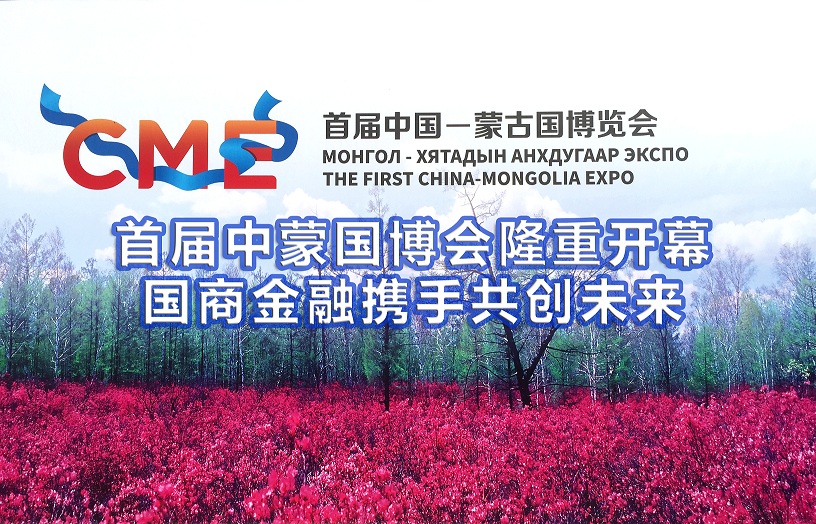 CME
首届中国—蒙古国博览会
МОНГОЛ - ХЯТАДЫН АНХДУГААР ЭКСПО
THE FIRST CHINA-MONGOLIA EXPO
首届中蒙国博会隆重开幕
国商金融携手共创未来